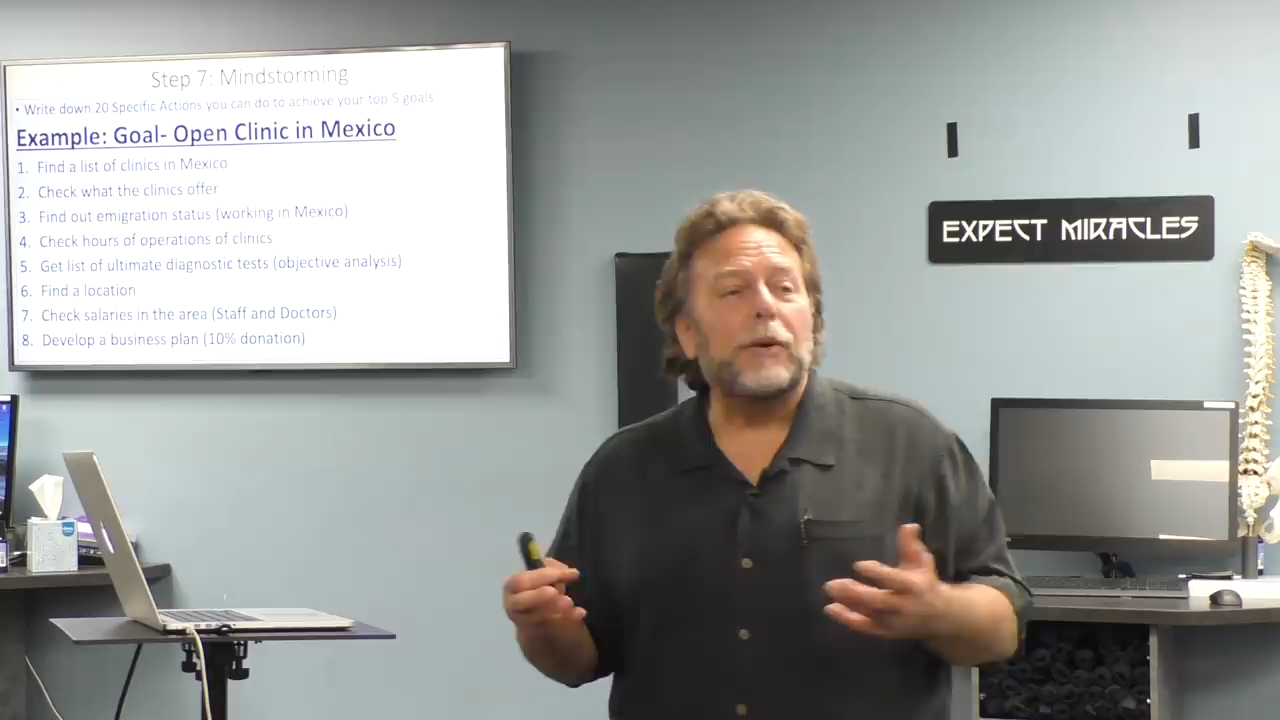 Step 7: Mindstorming
• Write down 20 Specific Actions you can do to achieve your top 5 goals
Example: Goal- Open Clinic in Mexico
1. Find a list of clinics in Mexico
2. Check what the clinics offer
3. Find out emigration status (working in Mexico)
4. Check hours of operations of clinics
5. Get list of ultimate diagnostic tests (objective analysis)
6. Find a location
7. Check salaries in the area (Staff and Doctors)
8. Develop a business plan (10% donation)
EXPECT MIRACLES